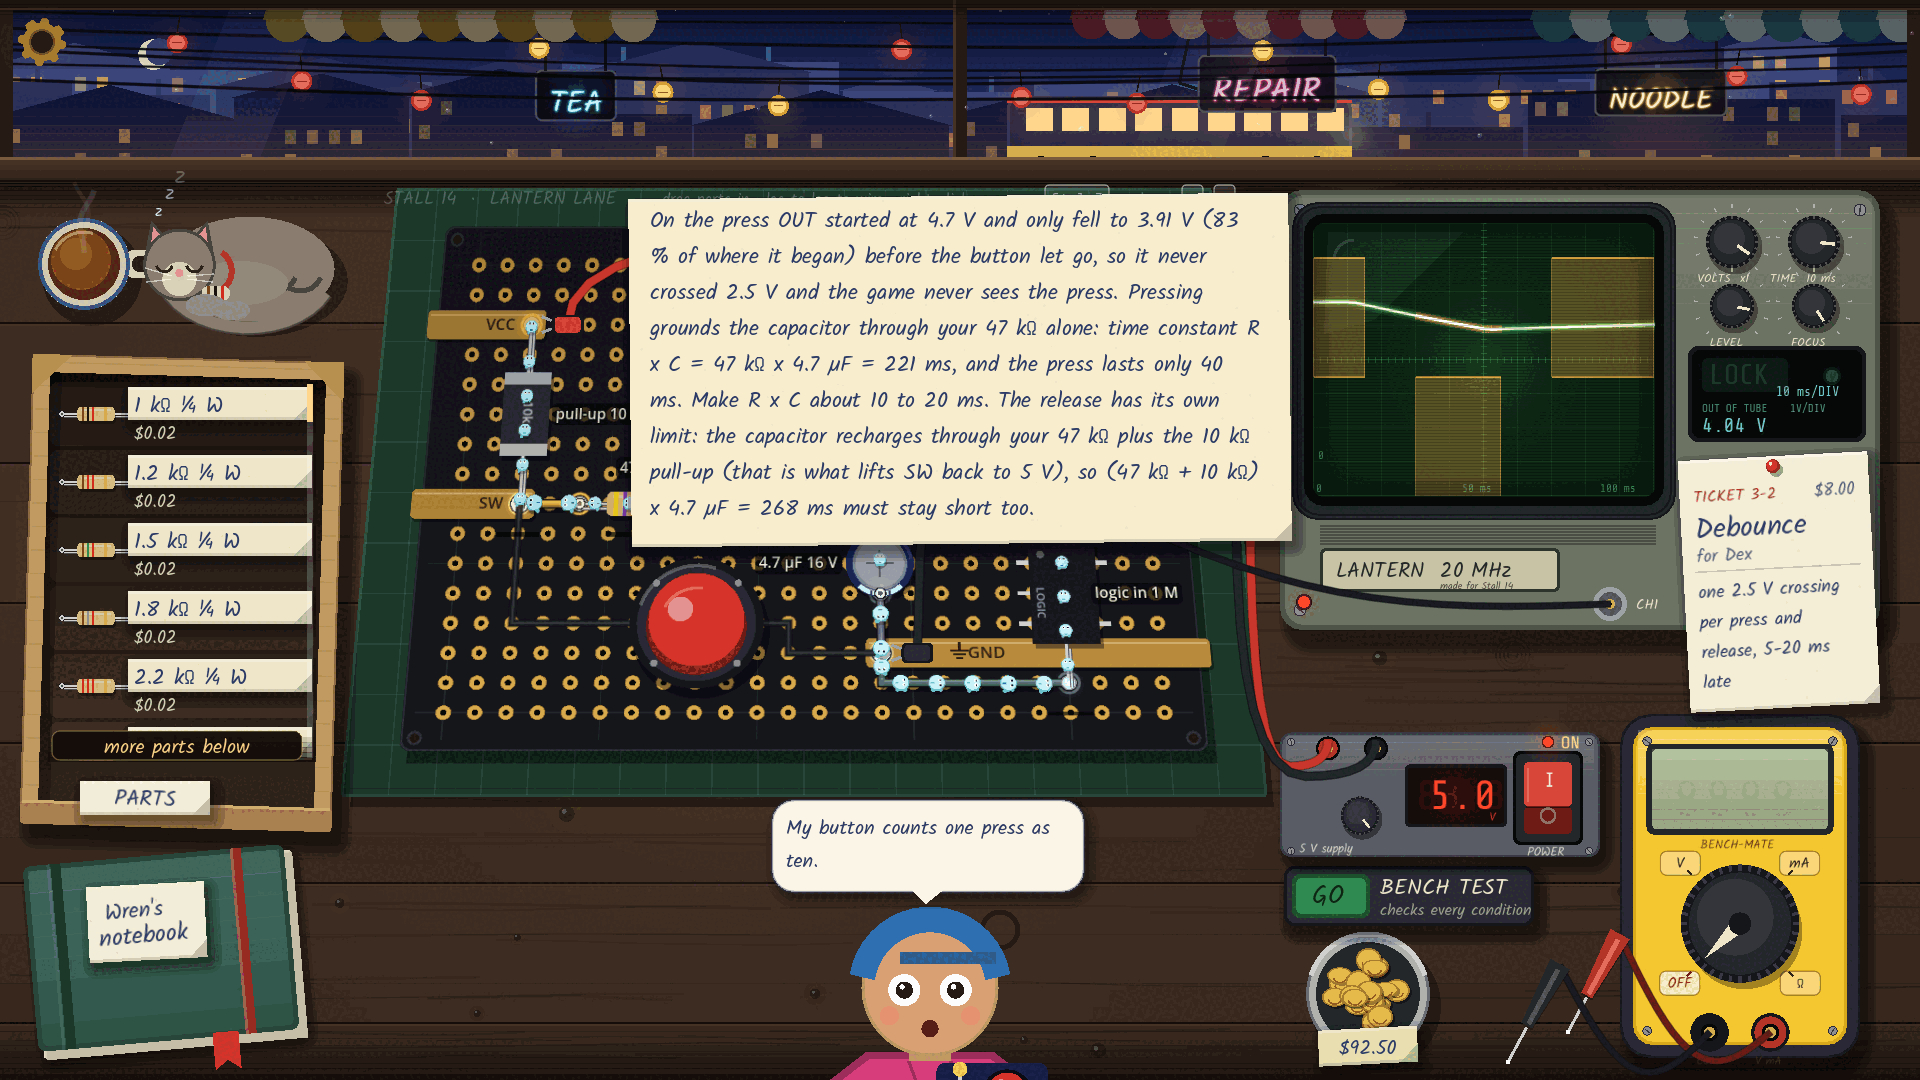 TEA
REPAIR
NOODLE
z
z
z
STALL 14 · LANTERN LANE
On the press OUT started at 4.7 V and only fell to 3.91 V (83
% of where it began) before the button let go, so it never
crossed 2.5 V and the game never sees the press. Pressing
grounds the capacitor through your 47 kΩ alone: time constant R
x C = 47 kΩ x 4.7 µF = 221 ms, and the press lasts only 40
ms. Make R x C about 10 to 20 ms. The release has its own
limit: the capacitor recharges through your 47 kΩ plus the 10 kΩ
pull-up (that is what lifts SW back to 5 V), so (47 kΩ + 10 kΩ)
x 4.7 µF = 268 ms must stay short too.
VCC
10k
pull-up 10
SW
4.7 µF 16 V
LOGIC
logic in 1 M
GND
1 kΩ ¼ W
$0.02
1.2 kΩ ¼ W
$0.02
1.5 kΩ ¼ W
$0.02
1.8 kΩ ¼ W
$0.02
2.2 kΩ ¼ W
$0.02
more parts below
PARTS
Wren's
notebook
My button counts one press as
ten.
0
0
50 ms
100 ms
VOLTS x1
TIME 10 ms
LEVEL
FOCUS
LOCK
10 ms/DIV
OUT OF TUBE
1V/DIV
4.04 V
LANTERN 20 MHz
made for Stall 14
CH1
TICKET 3-2
$8.00
Debounce
for Dex
one 2.5 V crossing
per press and
release, 5-20 ms
late
ON
5.0
V
I
5 V supply
POWER
GO
BENCH TEST
checks every condition
$92.50
BENCH-MATE
V
mA
OFF
Ω